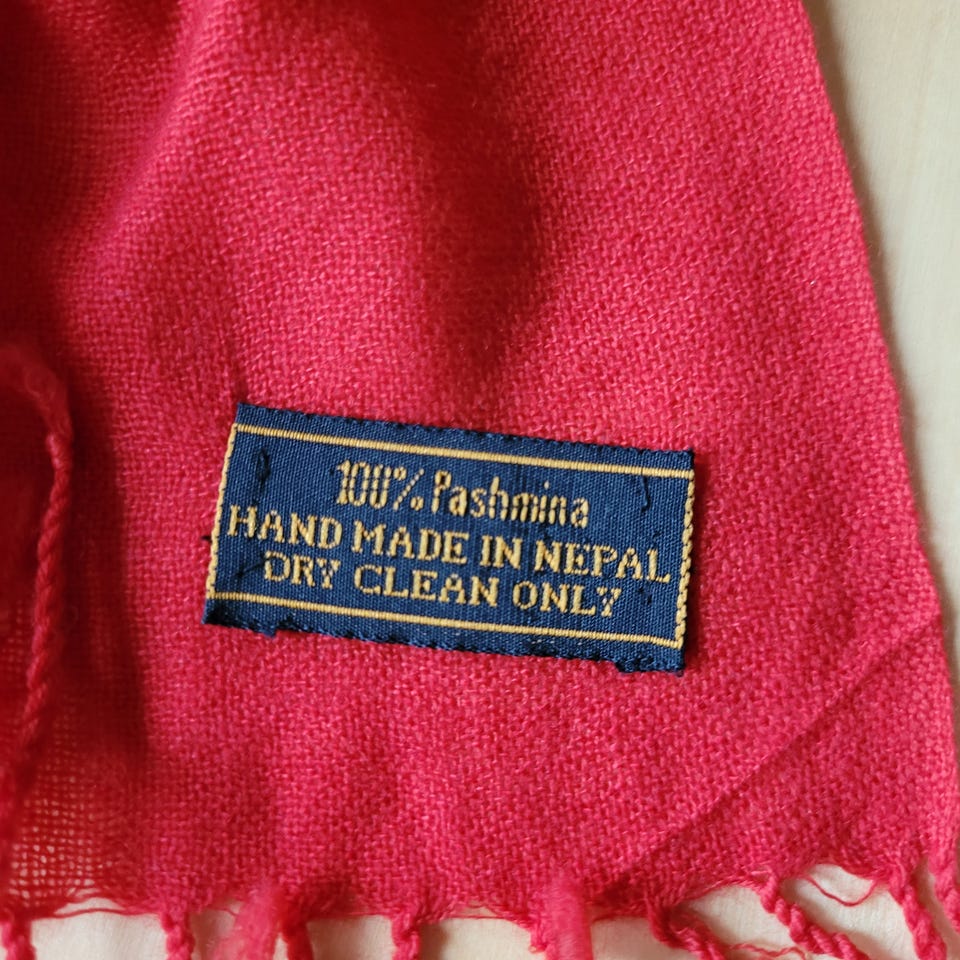 100% Pashmina
HAND MADE IN NEPAL
DRY CLEAN ONLY